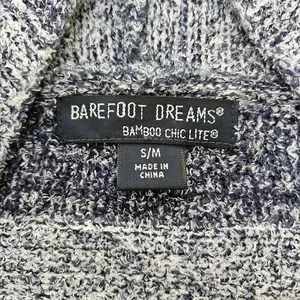 BAREFOOT DREAMS®
BAMBOO CHIC LITE®
S/M
MADE IN
CHINA